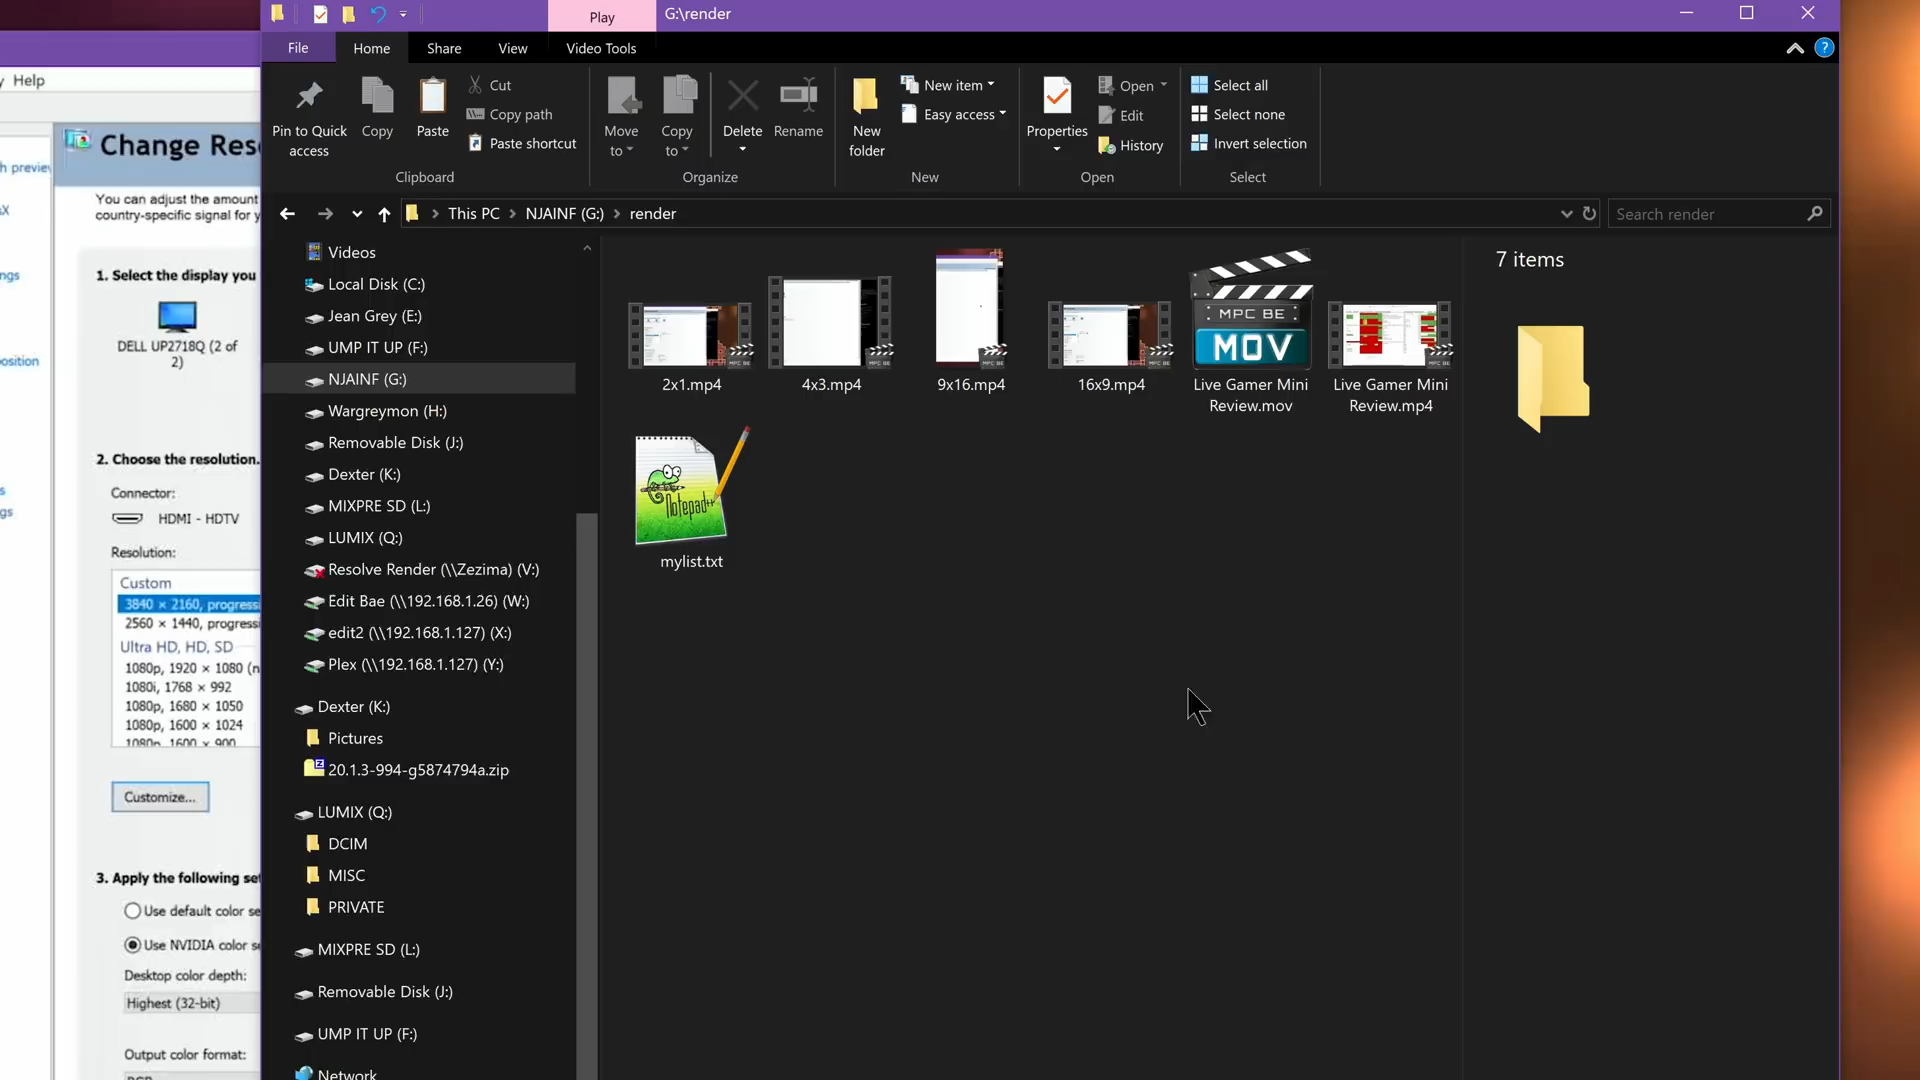 Play
G:\render
File
Home
Share
View
Video Tools
Help
Pin to Quick
access
Copy
Paste
Cut
Copy path
Paste shortcut
Clipboard
Move
to
Copy
to
Delete
Rename
Organize
New
folder
New item
Easy access
New
Properties
Open
Edit
History
Open
Select all
Select none
Invert selection
Select
This PC
NJAINF (G:)
render
Search render
Videos
Local Disk (C:)
Jean Grey (E:)
UMP IT UP (F:)
NJAINF (G:)
Wargreymon (H:)
Removable Disk (J:)
Dexter (K:)
MIXPRE SD (L:)
LUMIX (Q:)
Resolve Render (\\Zezima) (V:)
Edit Bae (\\192.168.1.26) (W:)
edit2 (\\192.168.1.127) (X:)
Plex (\\192.168.1.127) (Y:)
Dexter (K:)
Pictures
20.1.3-994-g5874794a.zip
LUMIX (Q:)
DCIM
MISC
PRIVATE
MIXPRE SD (L:)
Removable Disk (J:)
UMP IT UP (F:)
Network
2x1.mp4
4x3.mp4
9x16.mp4
16x9.mp4
MPC BE
MOV
Live Gamer Mini
Review.mov
Live Gamer Mini
Review.mp4
Notepad++
mylist.txt
7 items
Change Res
You can adjust the amount
country-specific signal for y
1. Select the display you
DELL UP2718Q (2 of
2)
2. Choose the resolution.
Connector:
HDMI - HDTV
Resolution:
Custom
3840 × 2160, progress
2560 × 1440, progress
Ultra HD, HD, SD
1080p, 1920 × 1080 (n
1080i, 1768 × 992
1080p, 1680 × 1050
1080p, 1600 × 1024
1080p, 1600 × 900
Customize...
3. Apply the following se
Use default color se
Use NVIDIA color se
Desktop color depth:
Highest (32-bit)
Output color format: